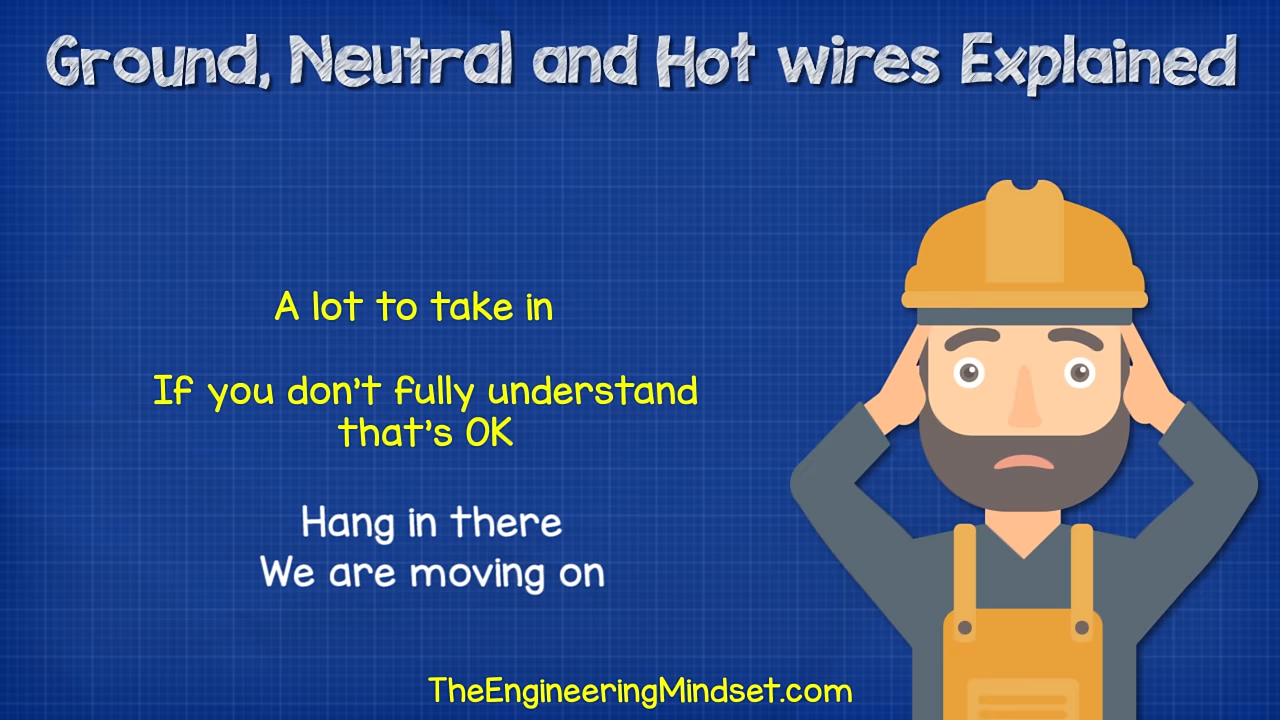 Ground, Neutral and Hot wires Explained
A lot to take in
If you don't fully understand
that's OK
Hang in there
We are moving on
TheEngineeringMindset.com